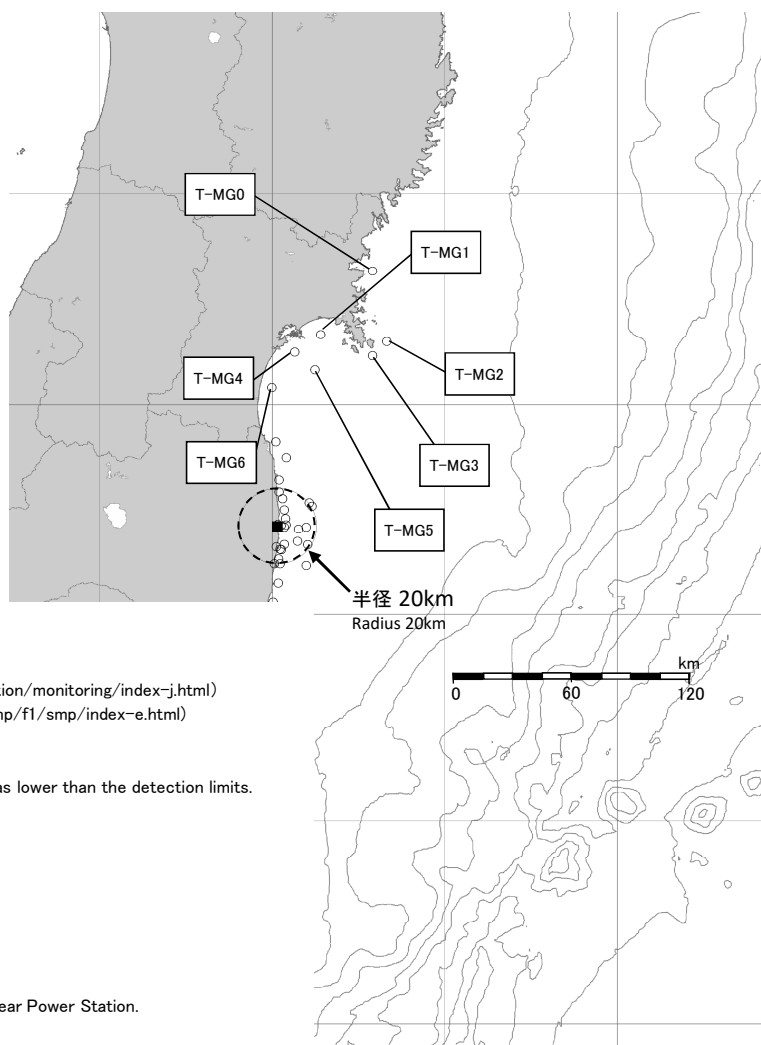 T-MG0
T-MG1
T-MG4
T-MG2
T-MG6
T-MG3
T-MG5
半径 20km
Radius 20km
km
0 60 120
tion/monitoring/index-j.html)
np/f1/smp/index-e.html)
as lower than the detection limits.
ear Power Station.